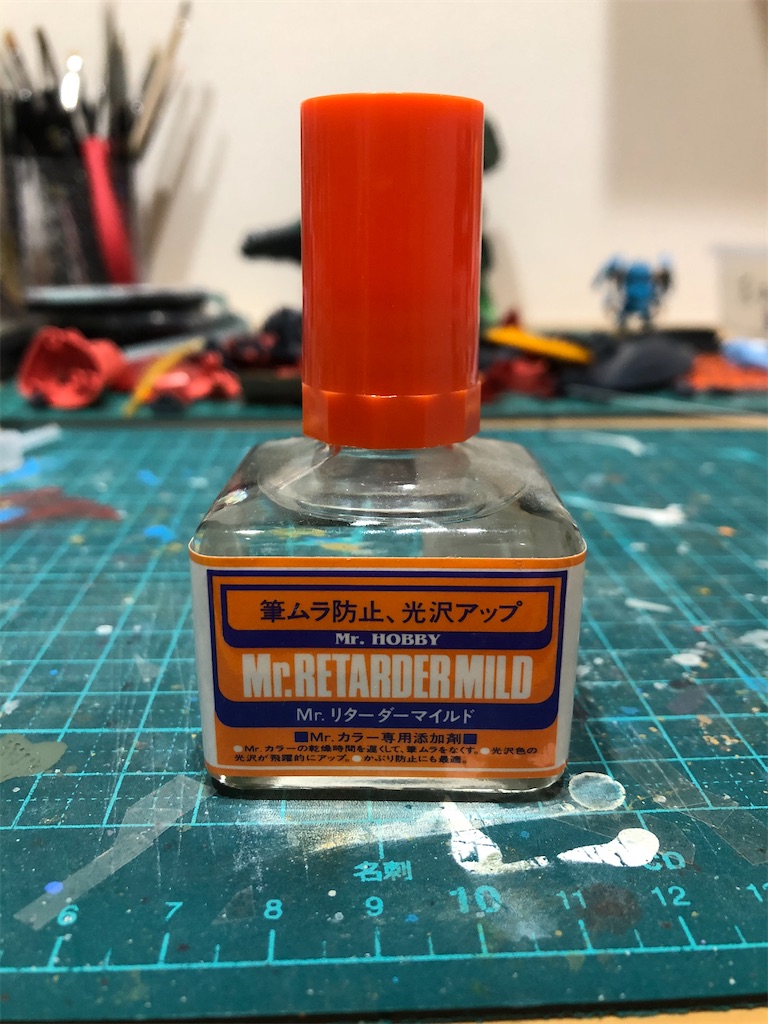 筆ムラ防止、光沢アップ
Mr. HOBBY
Mr.RETARDER MILD
Mr. リターダーマイルド
■Mr.カラー専用添加剤■
●Mr.カラーの乾燥時間を遅くして、筆ムラをなくす。●光沢色の
光沢が飛躍的にアップ。●かぶり防止にも最適。
名刺
CD
6 7 8 9 10 11 12